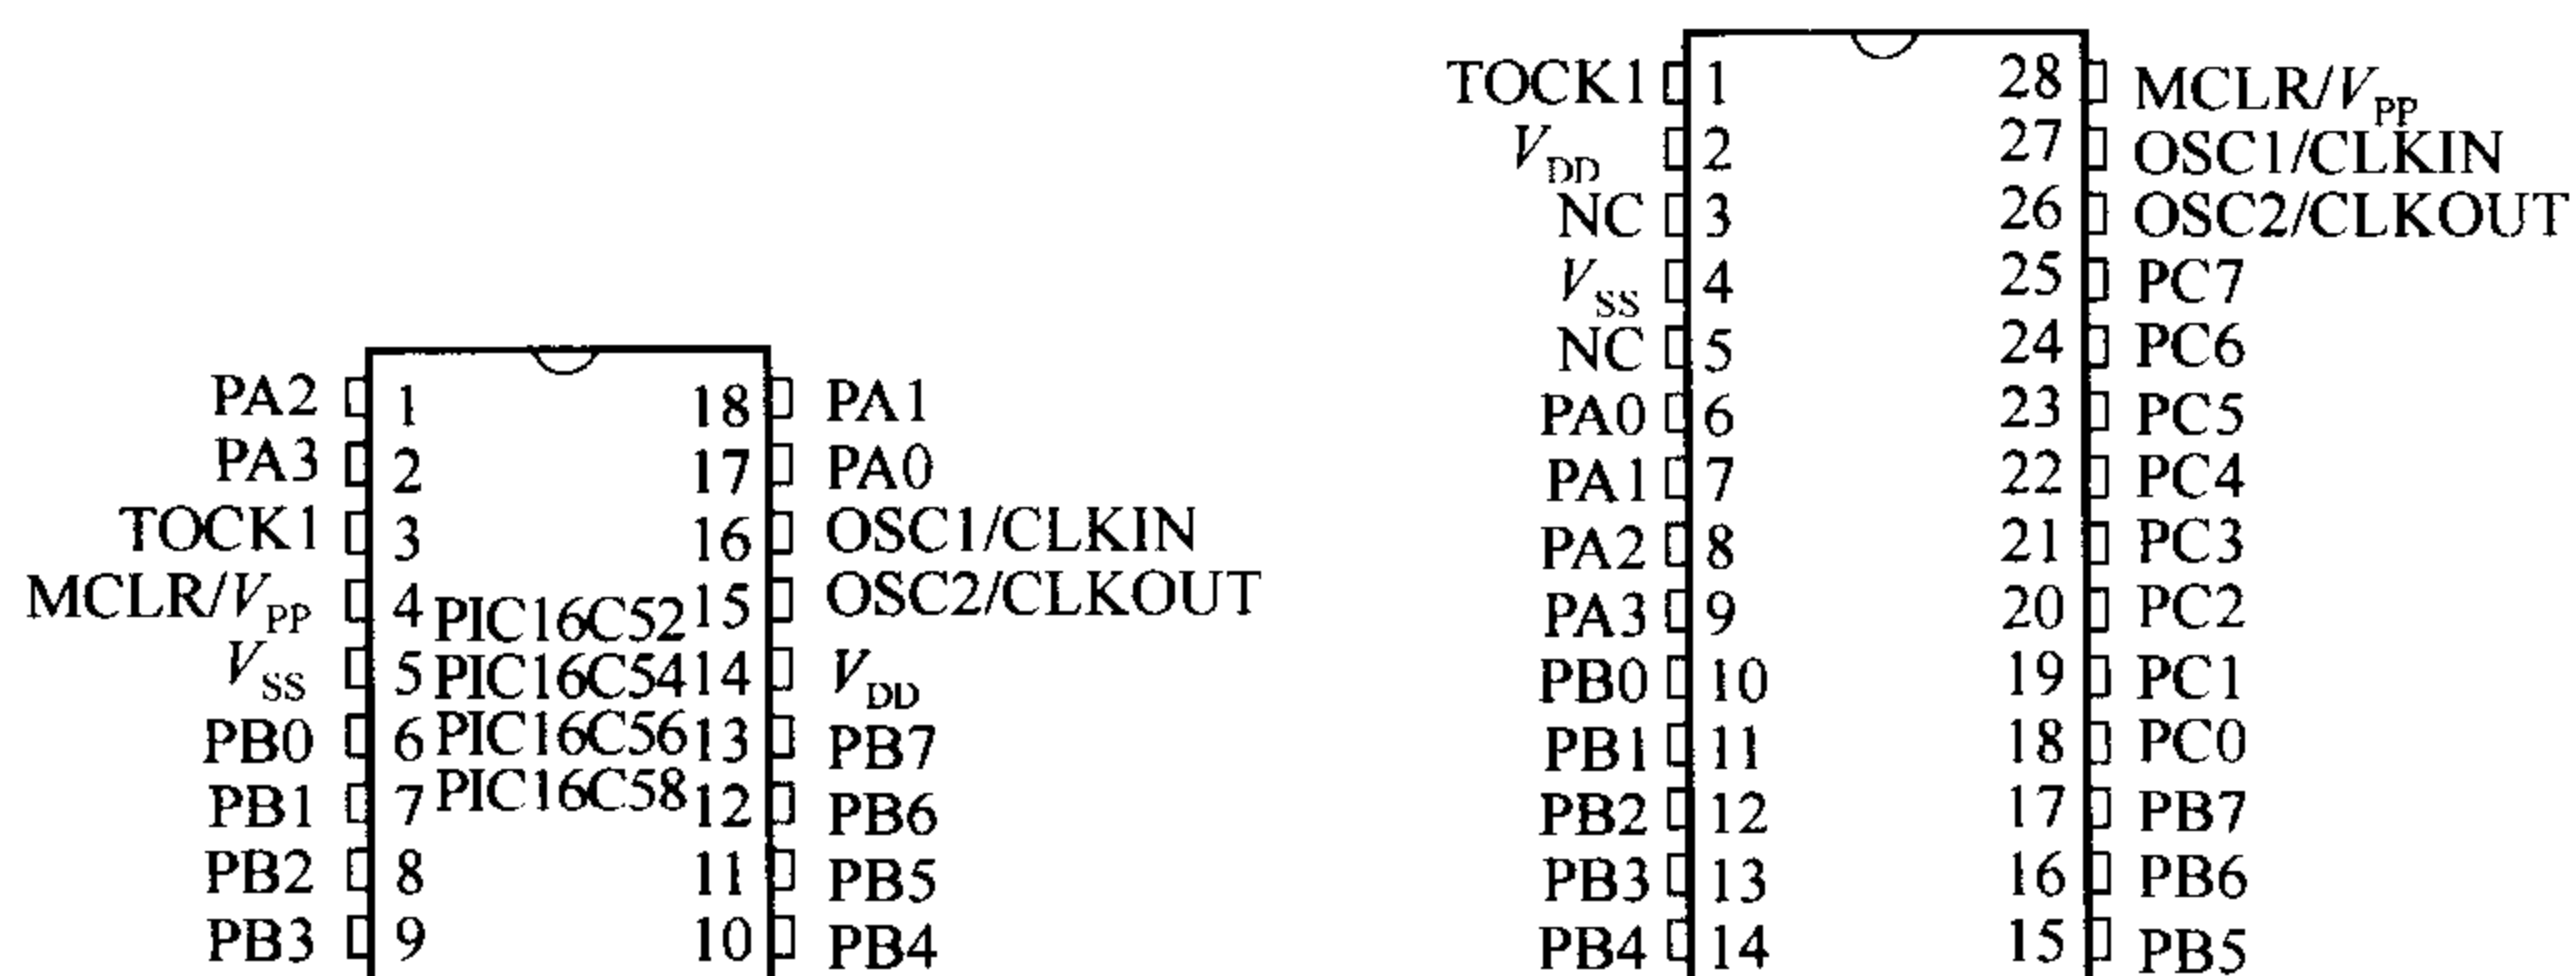 PA2 1 18 PA1
PA3 2 17 PA0
TOCK1 3 16 OSC1/CLKIN
MCLR/VPP 4 PIC16C52 15 OSC2/CLKOUT
VSS 5 PIC16C54 14 VDD
PB0 6 PIC16C56 13 PB7
PB1 7 PIC16C58 12 PB6
PB2 8 11 PB5
PB3 9 10 PB4
TOCK1 1 28 MCLR/VPP
VDD 2 27 OSC1/CLKIN
NC 3 26 OSC2/CLKOUT
VSS 4 25 PC7
NC 5 24 PC6
PA0 6 23 PC5
PA1 7 22 PC4
PA2 8 21 PC3
PA3 9 20 PC2
PB0 10 19 PC1
PB1 11 18 PC0
PB2 12 17 PB7
PB3 13 16 PB6
PB4 14 15 PB5